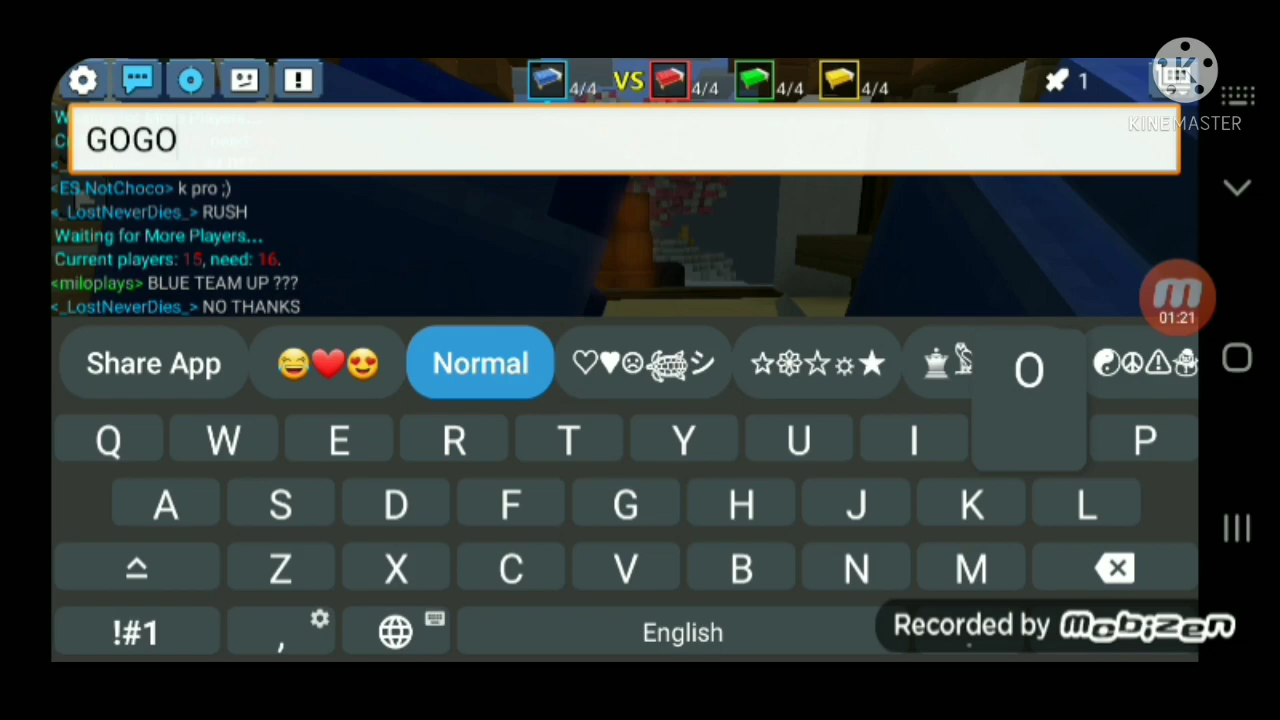 4/4 VS 4/4 4/4 4/4 1
KINEMASTER
GOGO
<ES.NotChoco> k pro ;)
<_LostNeverDies_> RUSH
Waiting for More Players...
Current players: 15, need: 16.
<miloplays> BLUE TEAM UP ???
<_LostNeverDies_> NO THANKS
01:21
Share App
Normal
O
Q W E R T Y U I P
A S D F G H J K L
Z X C V B N M
!#1 , English
Recorded by mobizen